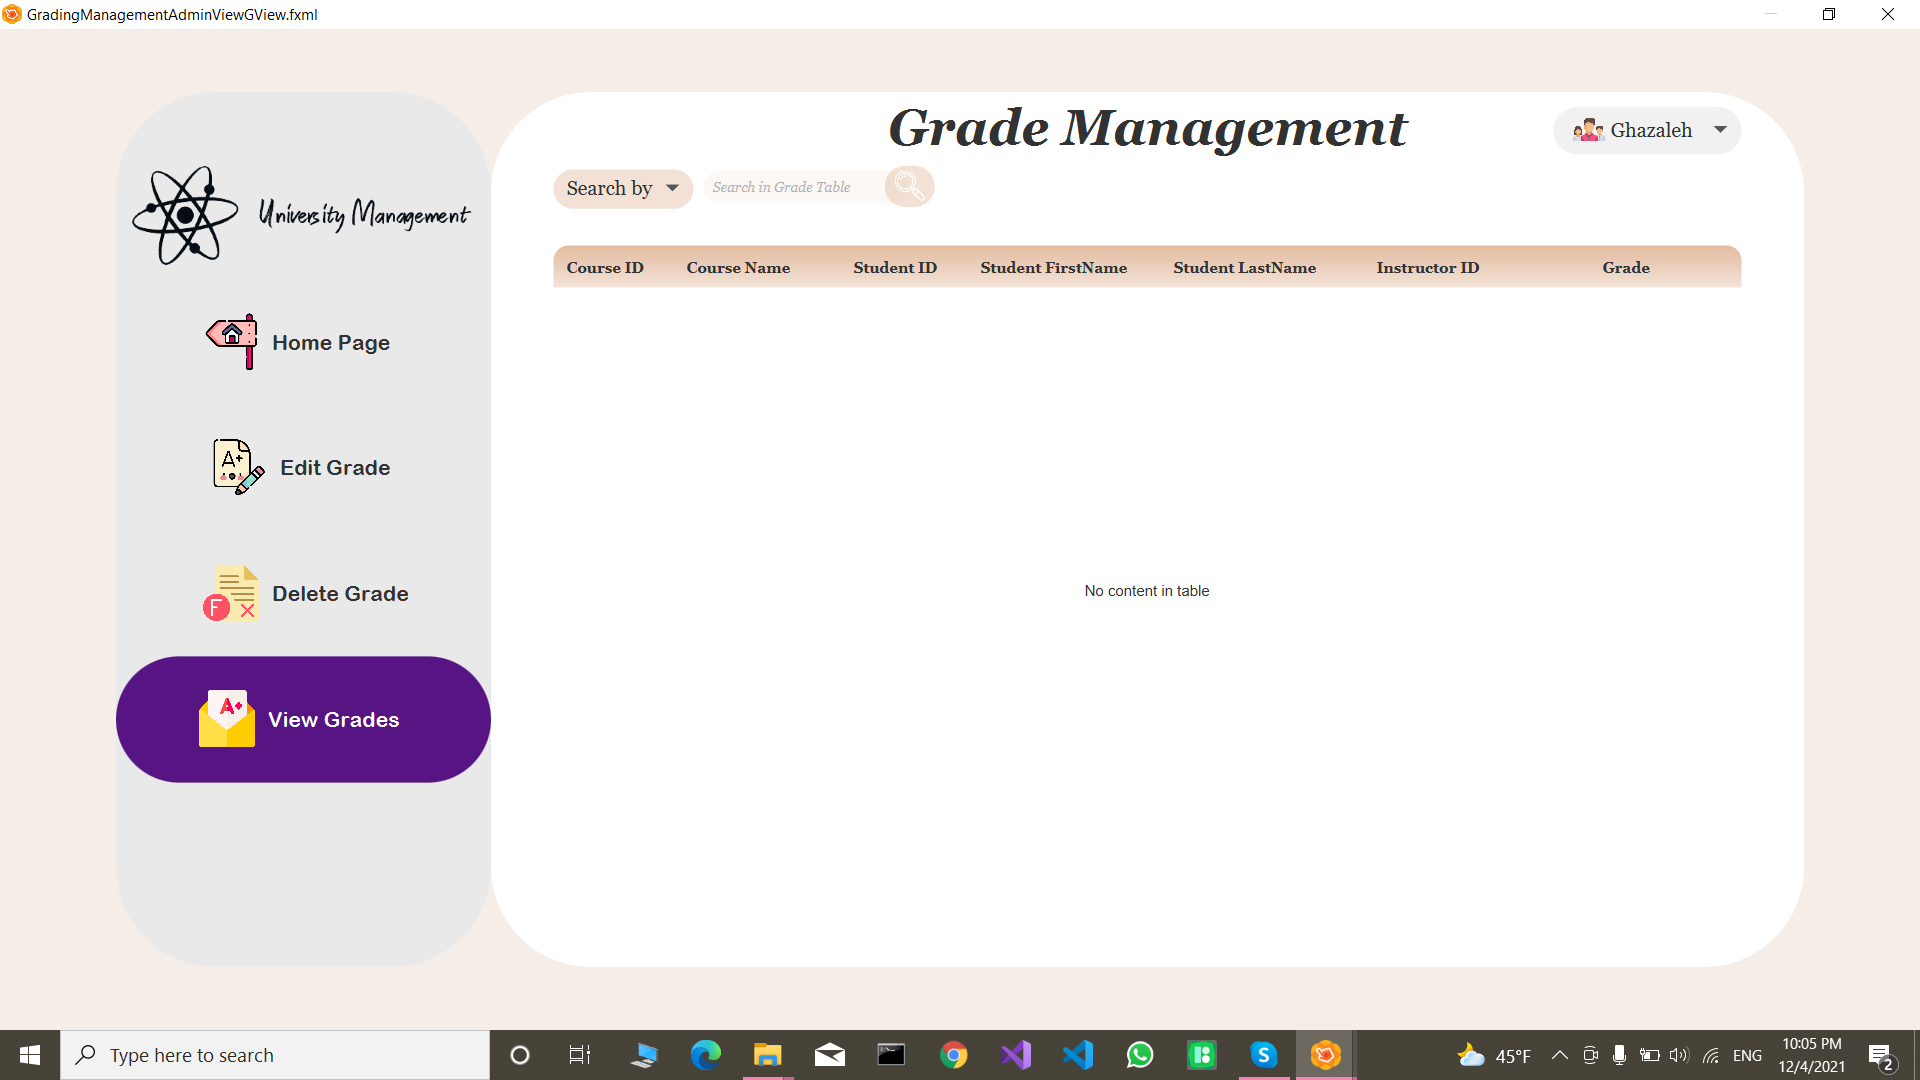 GradingManagementAdminViewGView.fxml
Grade Management
Ghazaleh
Search by
Search in Grade Table
University Management
Course ID Course Name Student ID Student FirstName Student LastName Instructor ID Grade
Home Page
A+
Edit Grade
F
Delete Grade
A+
View Grades
No content in table
Type here to search
S
45°F
ENG
10:05 PM
12/4/2021
2